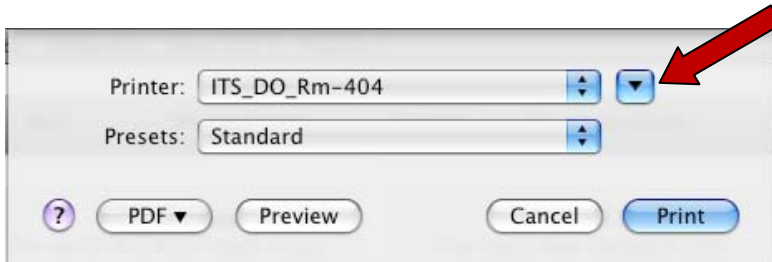 Printer: ITS_DO_Rm-404
Presets: Standard
? PDF▼ Preview Cancel Print